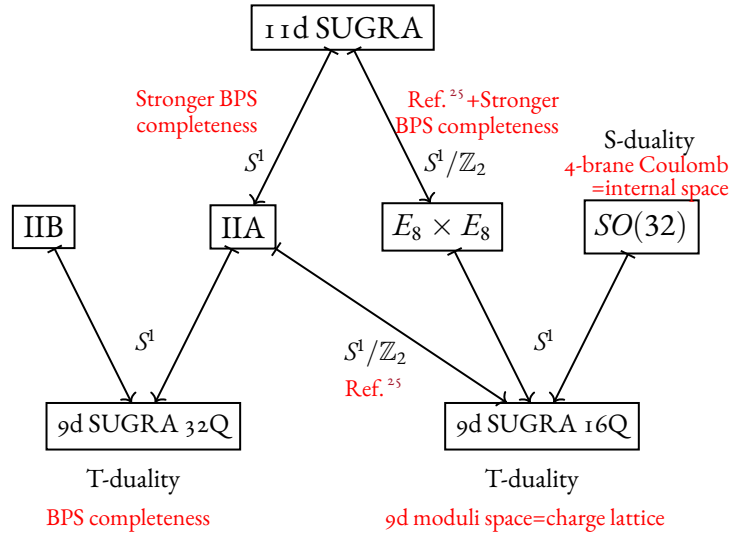 11d SUGRA
Stronger BPS
completeness
Ref. 25+Stronger
BPS completeness
S¹
S¹/ℤ₂
S-duality
4-brane Coulomb
=internal space
IIB
IIA
E₈ × E₈
SO(32)
S¹
S¹/ℤ₂
Ref. 25
S¹
9d SUGRA 32Q
9d SUGRA 16Q
T-duality
T-duality
BPS completeness
9d moduli space=charge lattice